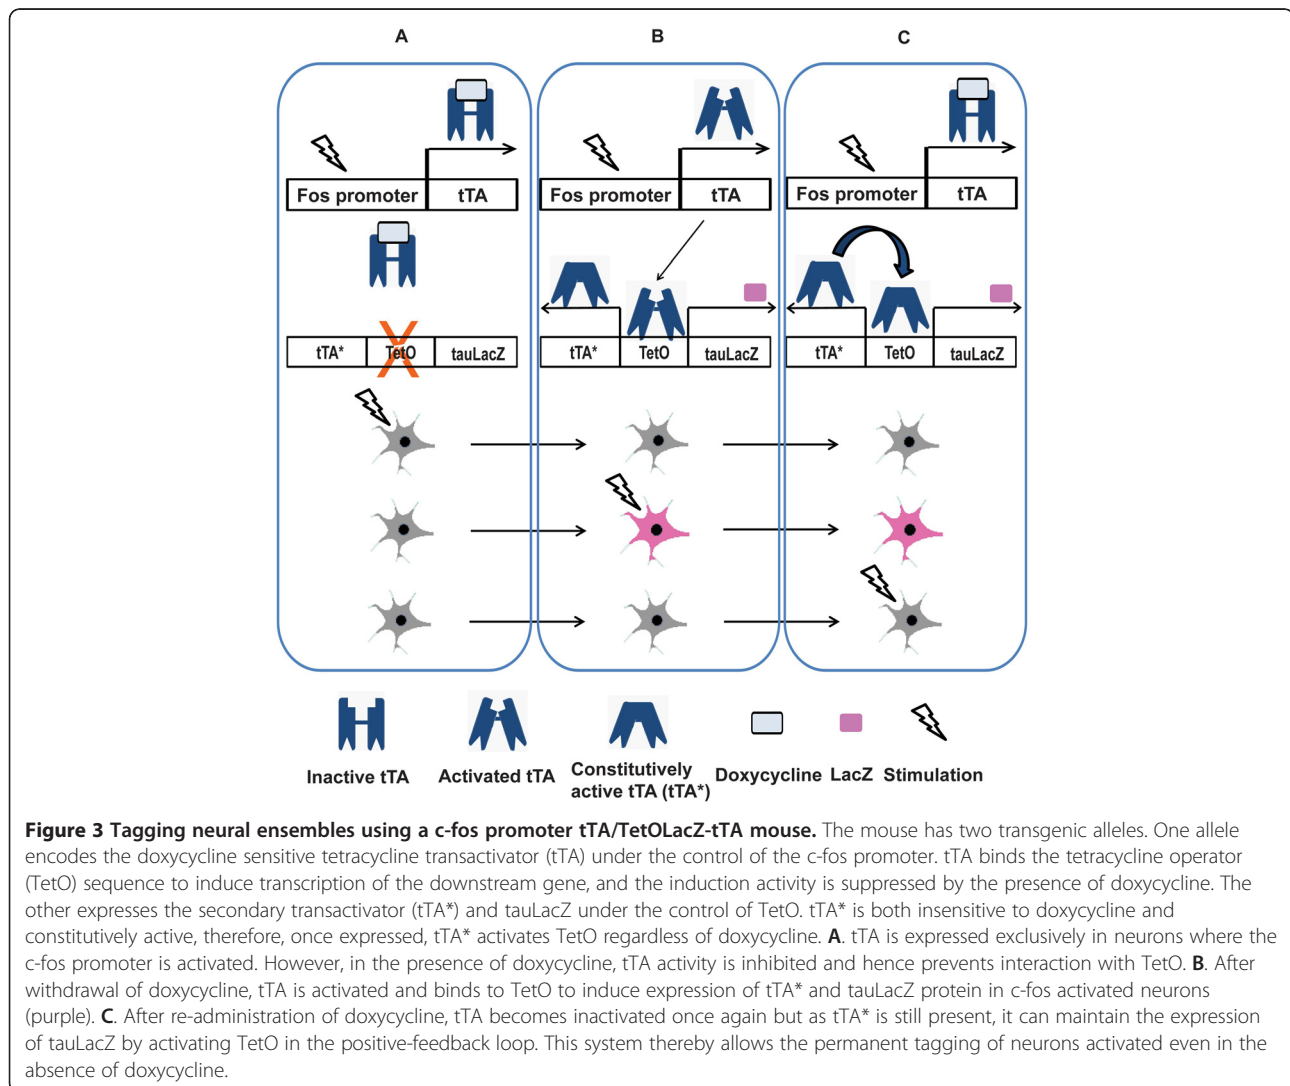 A B C
Fos promoter tTA Fos promoter tTA Fos promoter tTA
tTA* TetO tauLacZ tTA* TetO tauLacZ tTA* TetO tauLacZ
Inactive tTA Activated tTA Constitutively active tTA (tTA*) Doxycycline LacZ Stimulation
Figure 3 Tagging neural ensembles using a c-fos promoter tTA/TetOLacZ-tTA mouse. The mouse has two transgenic alleles. One allele
encodes the doxycycline sensitive tetracycline transactivator (tTA) under the control of the c-fos promoter. tTA binds the tetracycline operator
(TetO) sequence to induce transcription of the downstream gene, and the induction activity is suppressed by the presence of doxycycline. The
other expresses the secondary transactivator (tTA*) and tauLacZ under the control of TetO. tTA* is both insensitive to doxycycline and
constitutively active, therefore, once expressed, tTA* activates TetO regardless of doxycycline. A. tTA is expressed exclusively in neurons where the
c-fos promoter is activated. However, in the presence of doxycycline, tTA activity is inhibited and hence prevents interaction with TetO. B. After
withdrawal of doxycycline, tTA is activated and binds to TetO to induce expression of tTA* and tauLacZ protein in c-fos activated neurons
(purple). C. After re-administration of doxycycline, tTA becomes inactivated once again but as tTA* is still present, it can maintain the expression
of tauLacZ by activating TetO in the positive-feedback loop. This system thereby allows the permanent tagging of neurons activated even in the
absence of doxycycline.